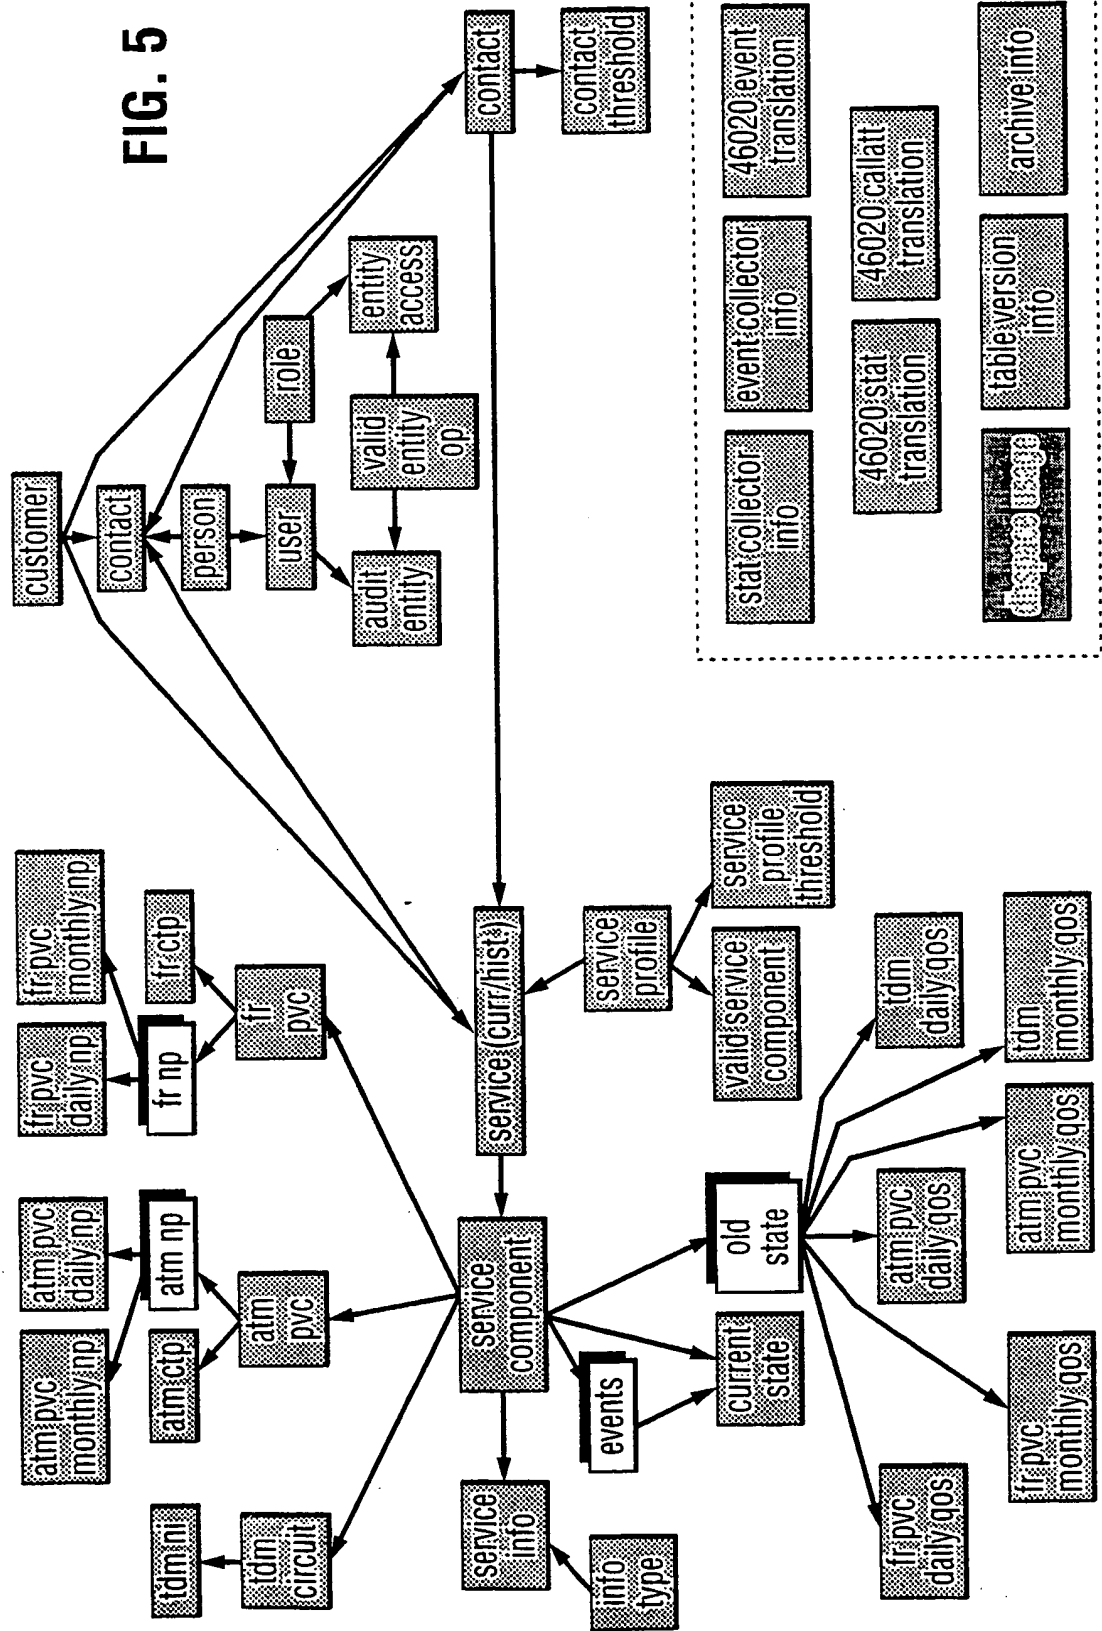 FIG. 5
customer
contact
person
user
role
audit
entity
valid
entity
op
entity
access
contact
contact
threshold
atm pvc
monthly np
atm pvc
daily np
fr pvc
daily np
fr pvc
monthly np
tdm ni
atm ctp
atm np
fr np
fr ctp
tdm
circuit
atm
pvc
fr
pvc
service
info
service
component
service (curr/hist.)
info
type
events
service
profile
current
state
old
state
valid service
component
service
profile
threshold
fr pvc
daily qos
atm pvc
daily qos
tdm
daily qos
fr pvc
monthly qos
atm pvc
monthly qos
tdm
monthly qos
stat collector
info
event collector
info
46020 event
translation
46020 stat
translation
46020 callatt
translation
dbspace usage
table version
info
archive info